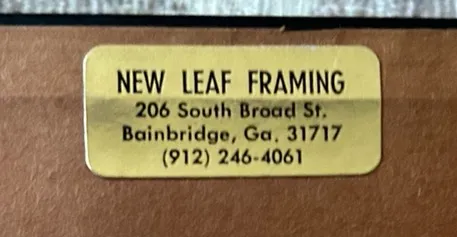 NEW LEAF FRAMING
206 South Broad St.
Bainbridge, Ga. 31717
(912) 246-4061